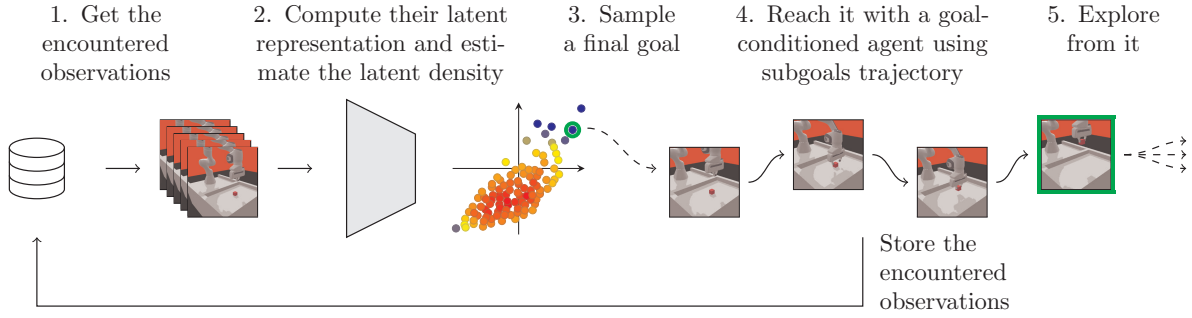 1. Get the
encountered
observations
2. Compute their latent
representation and esti-
mate the latent density
3. Sample
a final goal
4. Reach it with a goal-
conditioned agent using
subgoals trajectory
5. Explore
from it
Store the
encountered
observations